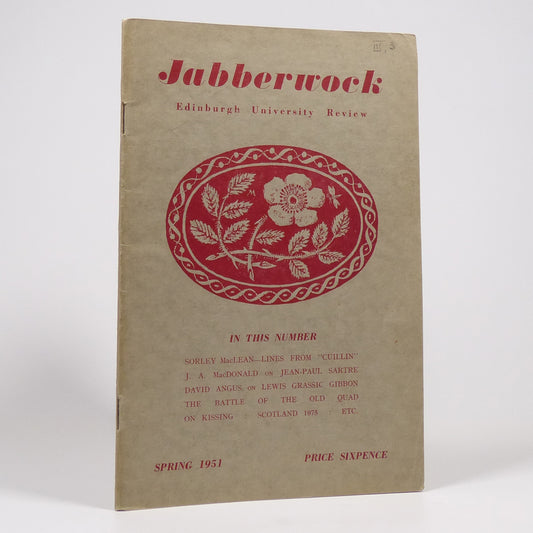 III, 3
Jabberwock
Edinburgh University Review
IN THIS NUMBER
SORLEY MacLEAN—LINES FROM "CUILLIN"
J. A. MacDONALD ON JEAN-PAUL SARTRE
DAVID ANGUS, ON LEWIS GRASSIC GIBBON
THE BATTLE OF THE OLD QUAD
ON KISSING : SCOTLAND 1975 : ETC.
SPRING 1951 PRICE SIXPENCE